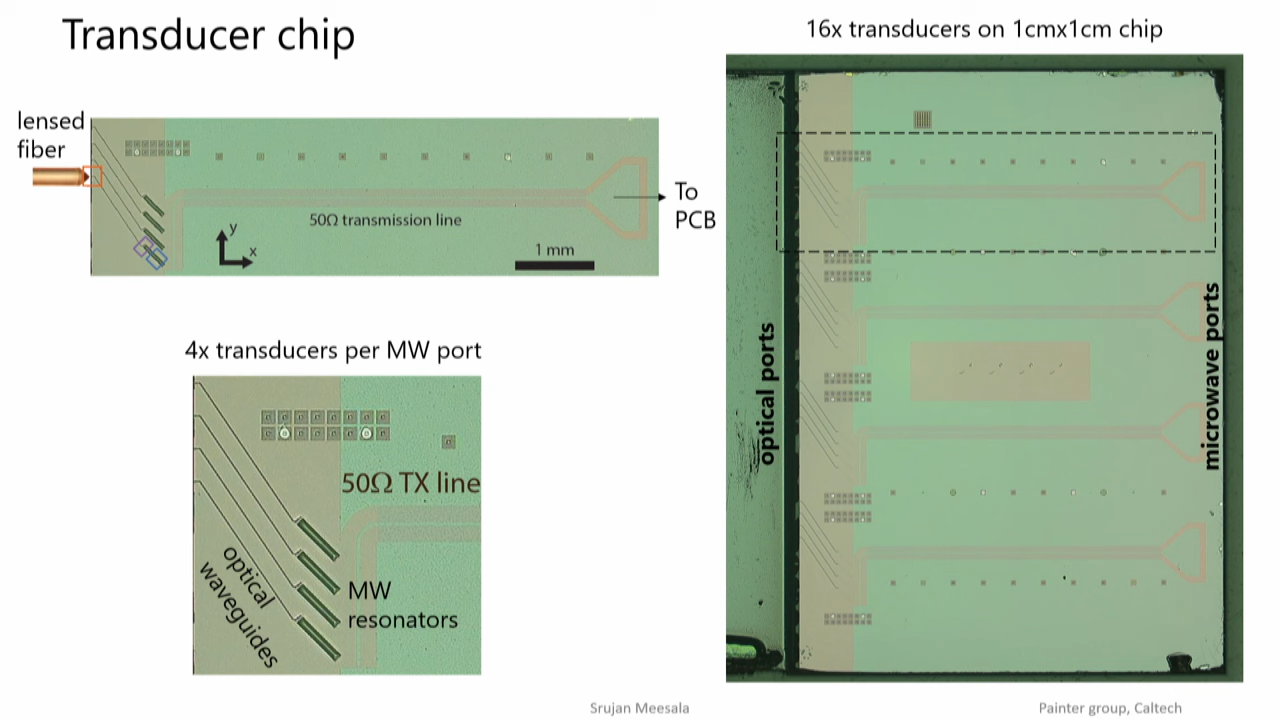 Transducer chip
16x transducers on 1cmx1cm chip
lensed
fiber
50Ω transmission line
y
x
1 mm
To
PCB
4x transducers per MW port
50Ω TX line
optical
waveguides
MW
resonators
optical ports
microwave ports
Srujan Meesala
Painter group, Caltech